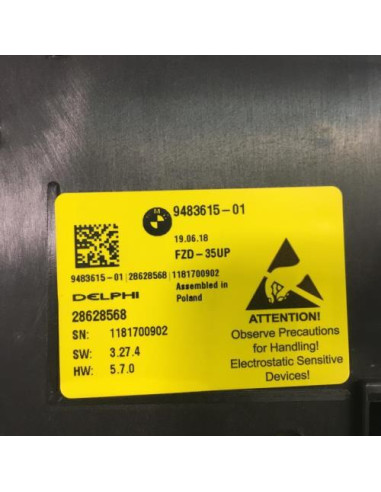 9483615-01
19.06.18
FZD-35UP
9483615-01|28628568|1181700902
DELPHI
Assembled in
Poland
28628568
SN: 1181700902
SW: 3.27.4
HW: 5.7.0
ATTENTION!
Observe Precautions
for Handling!
Electrostatic Sensitive
Devices!